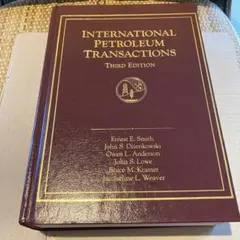 INTERNATIONAL
PETROLEUM
TRANSACTIONS
THIRD EDITION
Ernest E. Smith
John S. Dzienkowski
Owen L. Anderson
John S. Lowe
Bruce M. Kramer
Jacqueline L. Weaver